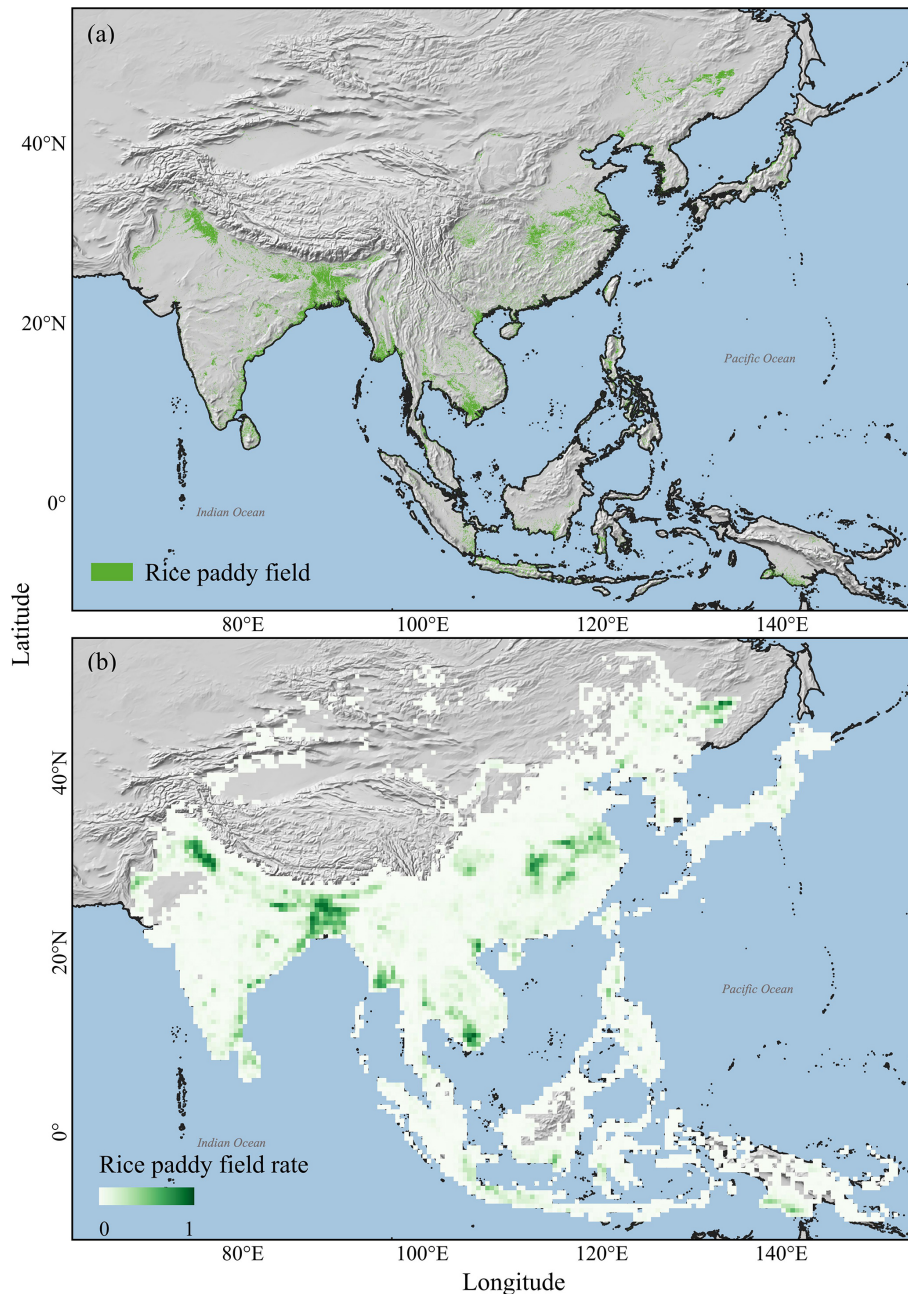 (a)
40°N
20°N
Pacific Ocean
0°
Indian Ocean
Rice paddy field
Latitude
80°E 100°E 120°E 140°E
(b)
40°N
20°N
Pacific Ocean
0°
Indian Ocean
Rice paddy field rate
0 1
80°E 100°E 120°E 140°E
Longitude